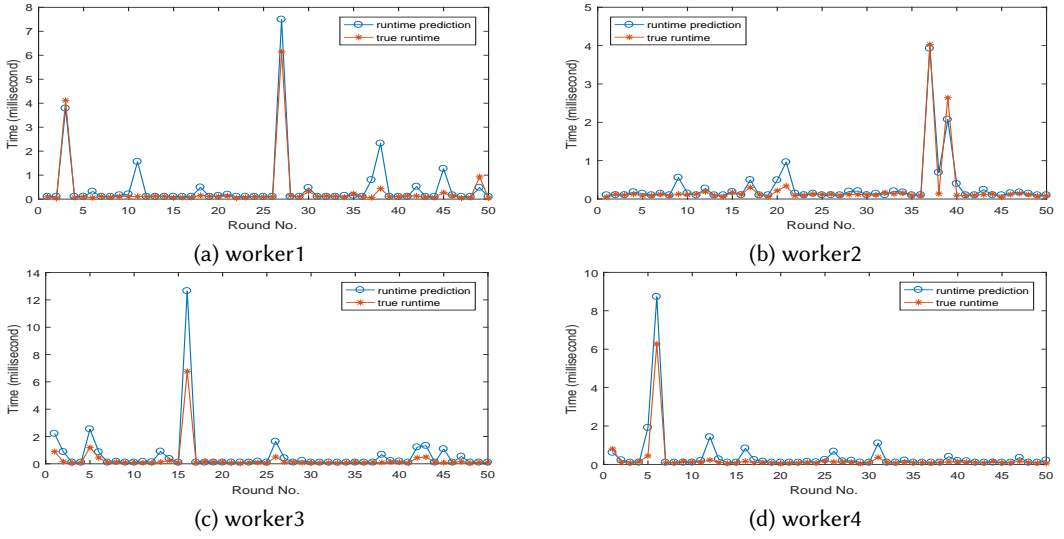 8
7
6
5
4
3
2
1
0
Time (millisecond)
runtime prediction
true runtime
0 5 10 15 20 25 30 35 40 45 50
Round No.
(a) worker1
5
4
3
2
1
0
Time (millisecond)
runtime prediction
true runtime
0 5 10 15 20 25 30 35 40 45 50
Round No.
(b) worker2
14
12
10
8
6
4
2
0
Time (millisecond)
runtime prediction
true runtime
0 5 10 15 20 25 30 35 40 45 50
Round No.
(c) worker3
10
8
6
4
2
0
Time (millisecond)
runtime prediction
true runtime
0 5 10 15 20 25 30 35 40 45 50
Round No.
(d) worker4